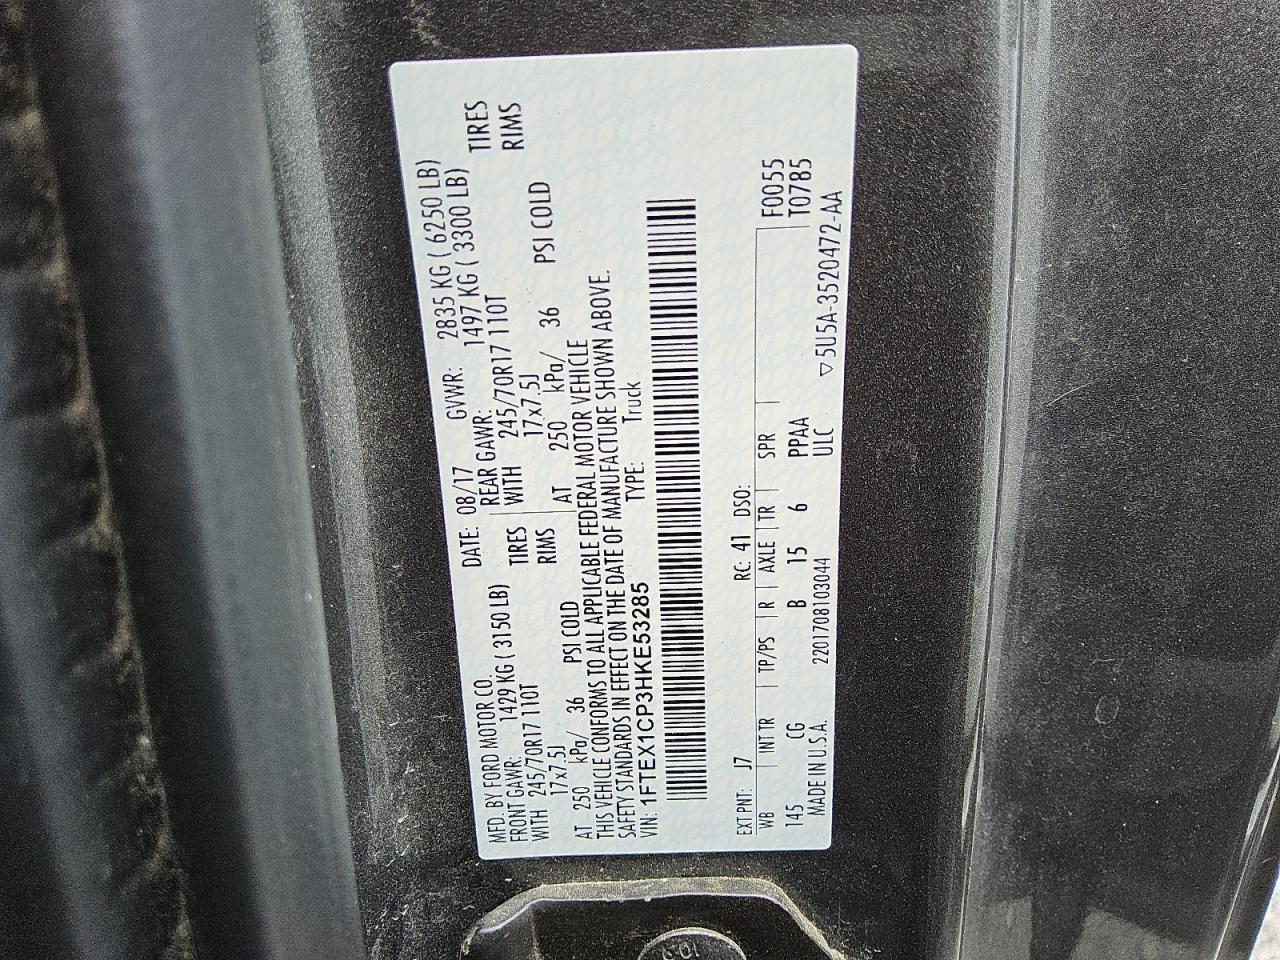 MFD. BY FORD MOTOR CO. DATE: 08/17 GVWR: 2835 KG ( 6250 LB)
FRONT GAWR: 1429 KG ( 3150 LB) REAR GAWR: 1497 KG ( 3300 LB)
WITH 245/70R17 110T TIRES WITH 245/70R17 110T TIRES
17x7.5J RIMS 17x7.5J RIMS
AT 250 kPa/ 36 PSI COLD AT 250 kPa/ 36 PSI COLD
THIS VEHICLE CONFORMS TO ALL APPLICABLE FEDERAL MOTOR VEHICLE
SAFETY STANDARDS IN EFFECT ON THE DATE OF MANUFACTURE SHOWN ABOVE.
VIN: 1FTEX1CP3HKE53285 TYPE: Truck
EXT PNT: J7 RC: 41 DSO:
WB INT TR TP/PS R AXLE TR SPR F0055
145 CG B 15 6 PPAA T0785
MADE IN U.S.A. 2201708103044 ULC ▽5U5A-3520472-AA